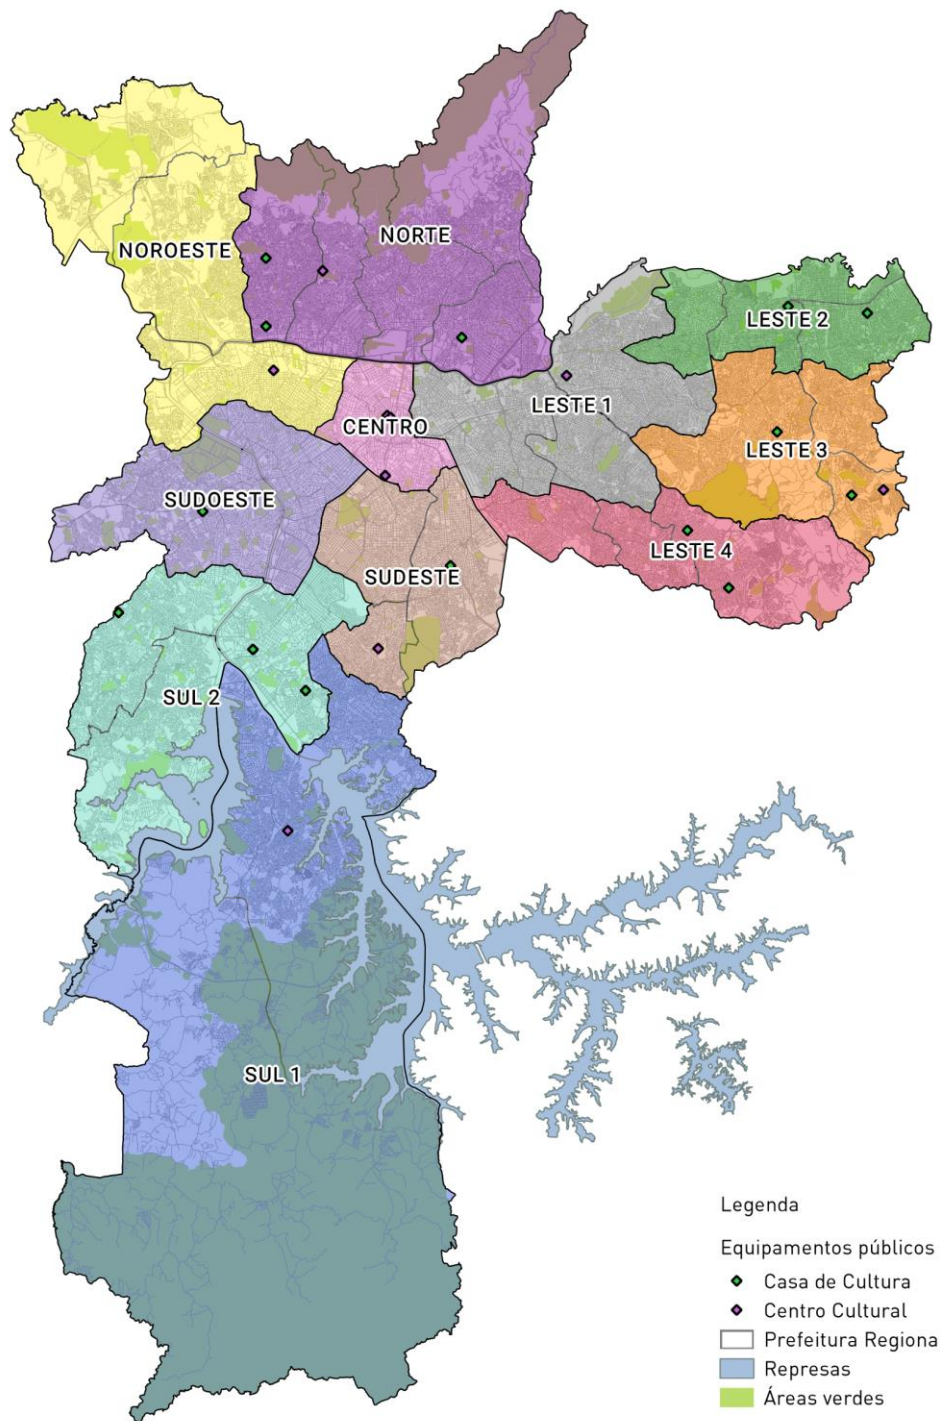 NORTE
NOROESTE
LESTE 2
LESTE 1
CENTRO
LESTE 3
SUDOESTE
LESTE 4
SUDESTE
SUL 2
SUL 1
Legenda
Equipamentos públicos
Casa de Cultura
Centro Cultural
Prefeitura Regiona
Represas
Áreas verdes